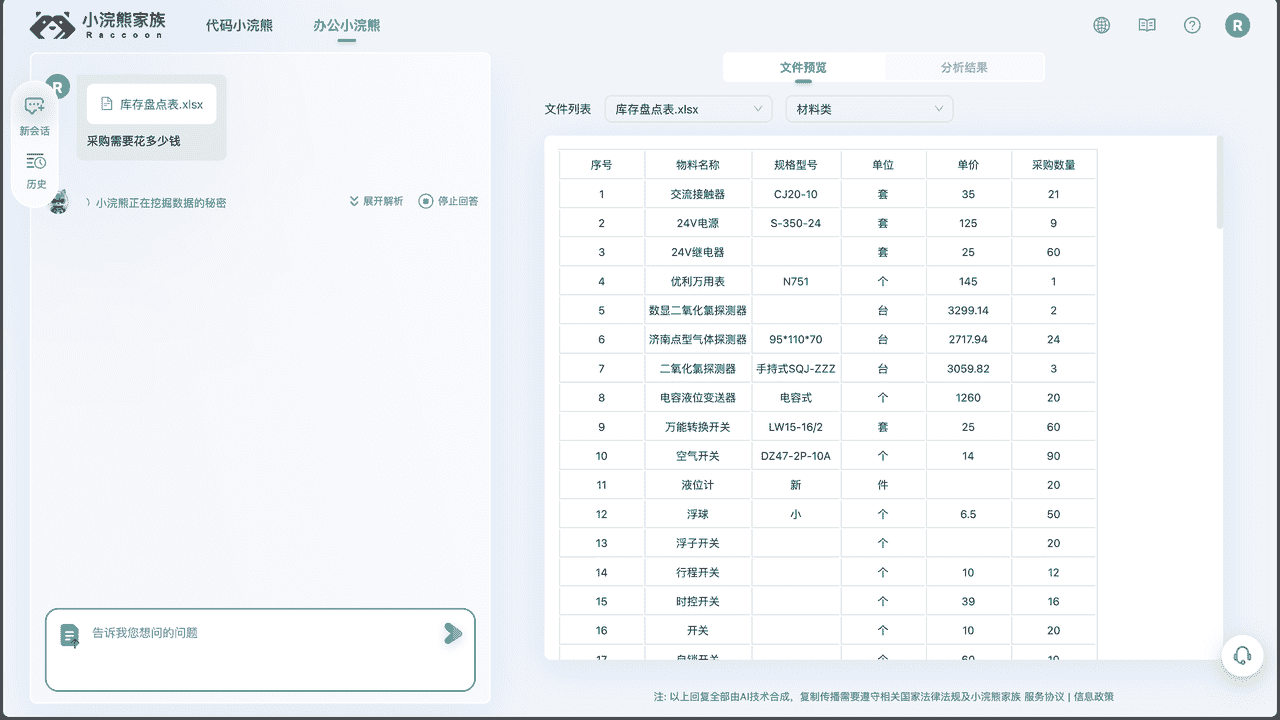 小浣熊家族
Raccoon
代码小浣熊
办公小浣熊
R
R
库存盘点表.xlsx
采购需要花多少钱
新会话
历史
小浣熊正在挖掘数据的秘密
展开解析
停止回答
告诉我您想问的问题
文件预览
分析结果
文件列表 库存盘点表.xlsx 材料类
序号 物料名称 规格型号 单位 单价 采购数量
1 交流接触器 CJ20-10 套 35 21
2 24V电源 S-350-24 套 125 9
3 24V继电器 套 25 60
4 优利万用表 N751 个 145 1
5 数显二氧化氯探测器 台 3299.14 2
6 济南点型气体探测器 95*110*70 台 2717.94 24
7 二氧化氯探测器 手持式SQJ-ZZZ 台 3059.82 3
8 电容液位变送器 电容式 个 1260 20
9 万能转换开关 LW15-16/2 套 25 60
10 空气开关 DZ47-2P-10A 个 14 90
11 液位计 新 件 20
12 浮球 小 个 6.5 50
13 浮子开关 个 20
14 行程开关 个 10 12
15 时控开关 个 39 16
16 开关 个 10 20
17 自锁开关 个 60 10
注: 以上回复全部由AI技术合成，复制传播需要遵守相关国家法律法规及小浣熊家族 服务协议 | 信息政策